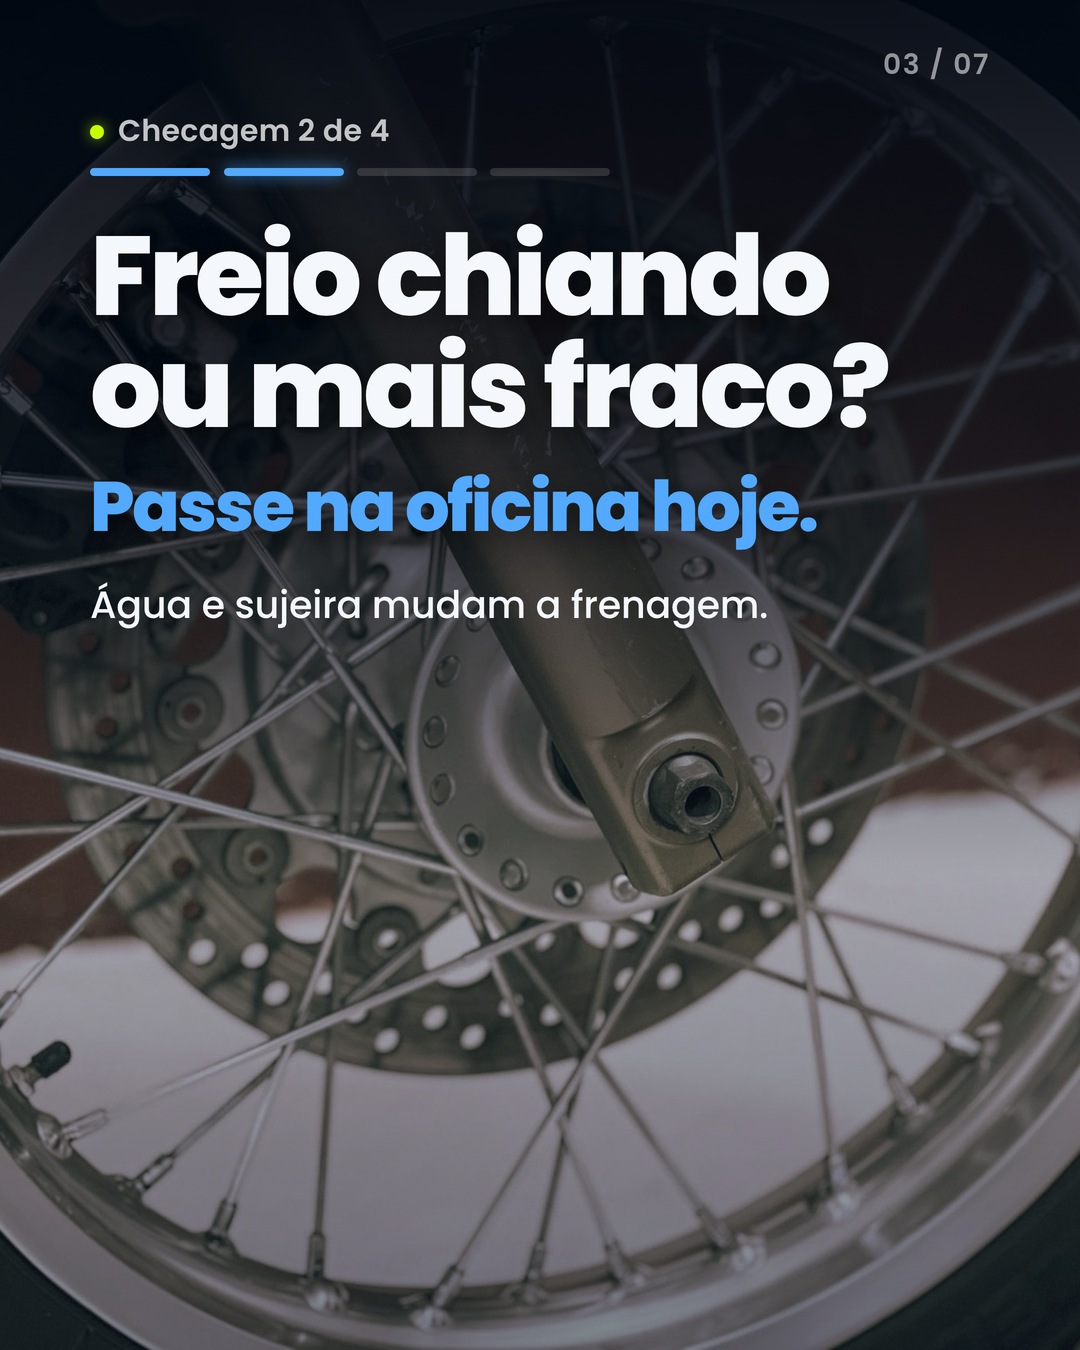 03 / 07
Checagem 2 de 4
Freio chiando
ou mais fraco?
Passe na oficina hoje.
Água e sujeira mudam a frenagem.